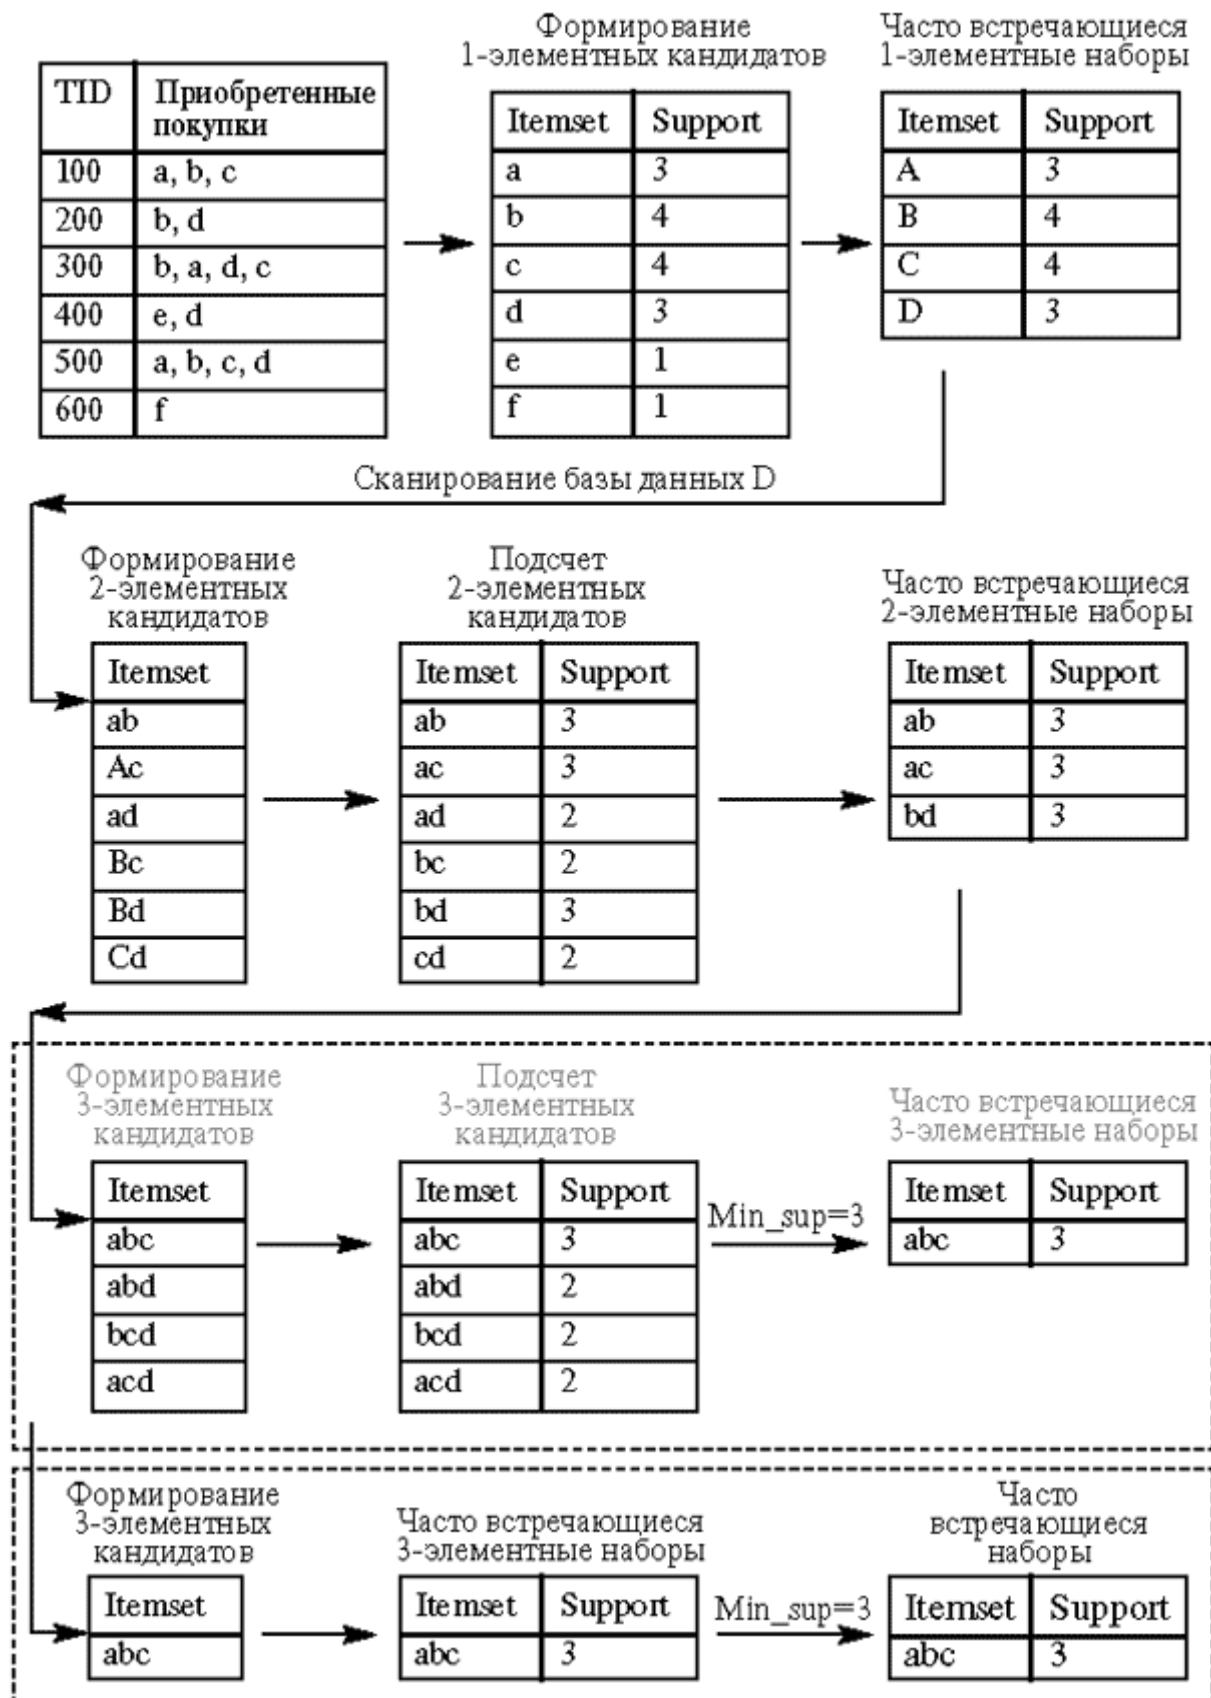 Формирование
1-элементных кандидатов
Часто встречающиеся
1-элементные наборы
TID Приобретенные
покупки
100 a, b, c
200 b, d
300 b, a, d, c
400 e, d
500 a, b, c, d
600 f
Itemset Support
a 3
b 4
c 4
d 3
e 1
f 1
Itemset Support
A 3
B 4
C 4
D 3
Сканирование базы данных D
Формирование
2-элементных
кандидатов
Itemset
ab
Ac
ad
Bc
Bd
Cd
Подсчет
2-элементных
кандидатов
Itemset Support
ab 3
ac 3
ad 2
bc 2
bd 3
cd 2
Часто встречающиеся
2-элементные наборы
Itemset Support
ab 3
ac 3
bd 3
Формирование
3-элементных
кандидатов
Itemset
abc
abd
bcd
acd
Подсчет
3-элементных
кандидатов
Itemset Support
abc 3
abd 2
bcd 2
acd 2
Min_sup=3
Часто встречающиеся
3-элементные наборы
Itemset Support
abc 3
Формирование
3-элементных
кандидатов
Itemset
abc
Часто встречающиеся
3-элементные наборы
Itemset Support
abc 3
Min_sup=3
Часто
встречающиеся
наборы
Itemset Support
abc 3